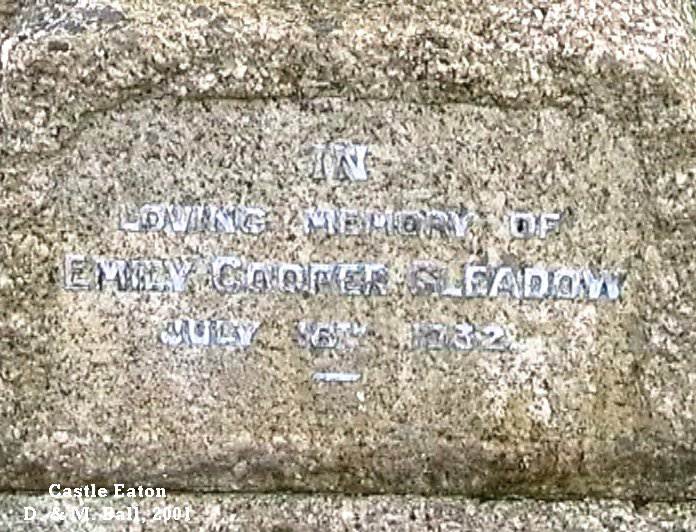 IN
LOVING MEMORY OF
EMILY COOPER GLEADOW
JULY 16TH 1932.
Castle Eaton
D. & M. Ball, 2001